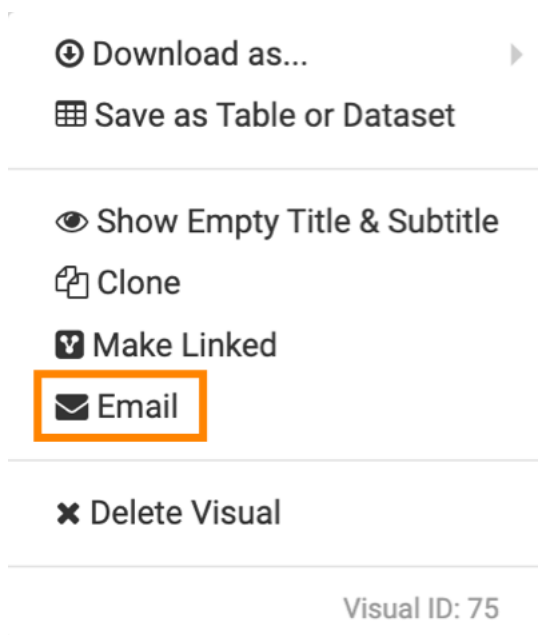 Download as...
Save as Table or Dataset
Show Empty Title & Subtitle
Clone
Make Linked
Email
Delete Visual
Visual ID: 75